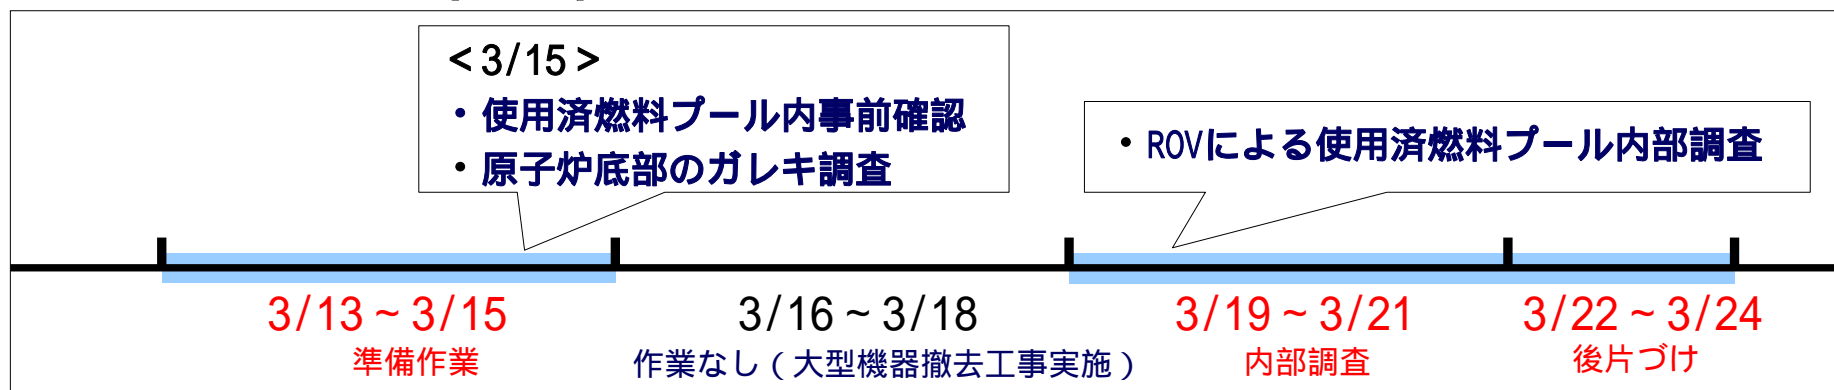 <3/15>
・使用済燃料プール内事前確認
・原子炉底部のガレキ調査
・ROVによる使用済燃料プール内部調査
3/13～3/15
準備作業
3/16～3/18
作業なし（大型機器撤去工事実施）
3/19～3/21
内部調査
3/22～3/24
後片づけ